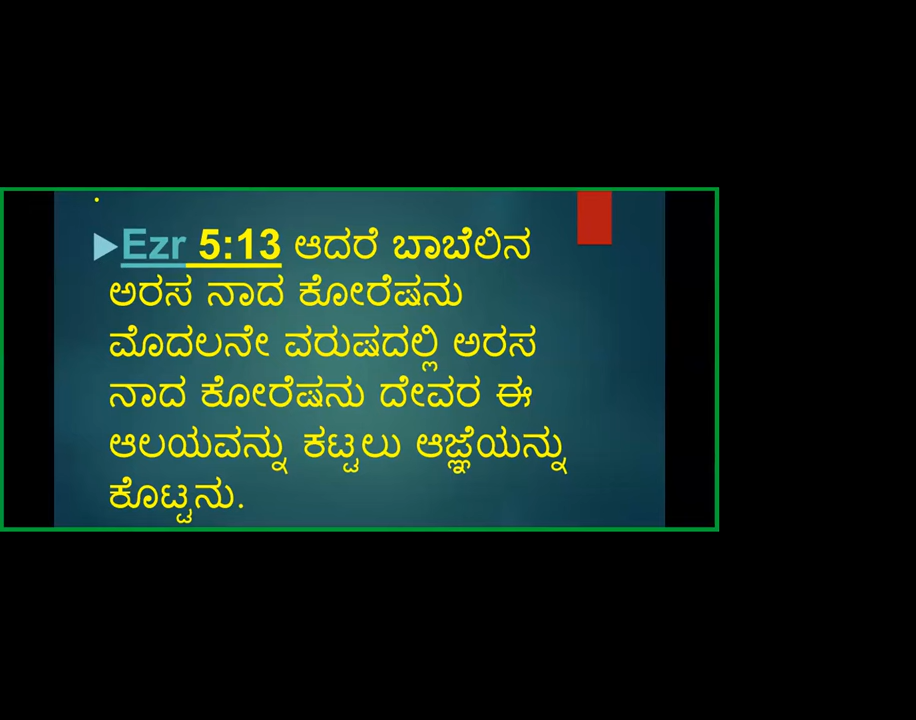 Ezr 5:13 ಆದರೆ ಬಾಬೆಲಿನ
ಅರಸ ನಾದ ಕೋರೆಷನು
ಮೊದಲನೇ ವರುಷದಲ್ಲಿ ಅರಸ
ನಾದ ಕೋರೆಷನು ದೇವರ ಈ
ಆಲಯವನ್ನು ಕಟ್ಟಲು ಆಜ್ಞೆಯನ್ನು
ಕೊಟ್ಟನು.